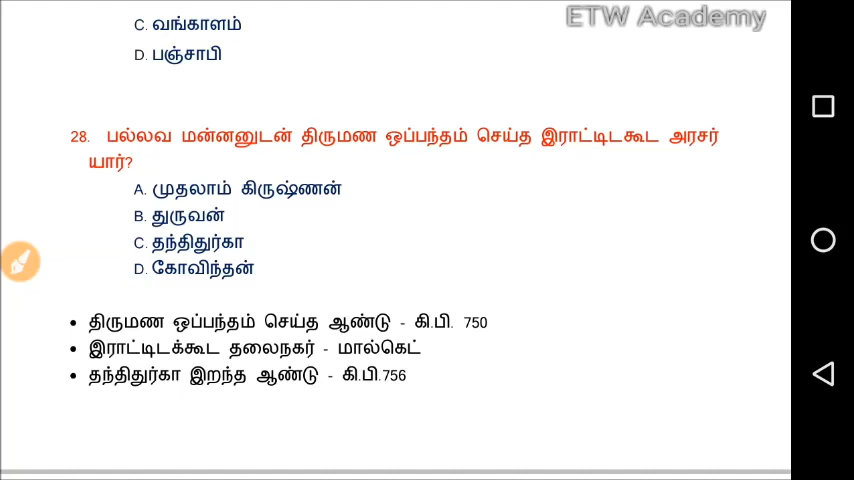 ETW Academy
C. வங்காளம்
D. பஞ்சாபி
28. பல்லவ மன்னனுடன் திருமண ஒப்பந்தம் செய்த இராட்டிடகூட அரசர்
யார்?
A. முதலாம் கிருஷ்ணன்
B. துருவன்
C. தந்திதுர்கா
D. கோவிந்தன்
• திருமண ஒப்பந்தம் செய்த ஆண்டு - கி.பி. 750
• இராட்டிடக்கூட தலைநகர் - மால்கெட்
• தந்திதுர்கா இறந்த ஆண்டு - கி.பி.756